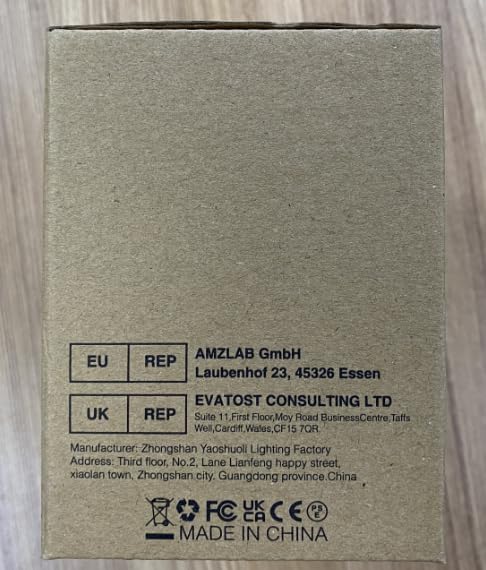 EU REP AMZLAB GmbH
Laubenhof 23, 45326 Essen
UK REP EVATOST CONSULTING LTD
Suite 11,First Floor,Moy Road BusinessCentre,Taffs
Well,Cardiff,Wales,CF15 7QR.
Manufacturer: Zhongshan Yaoshuoli Lighting Factory
Address: Third floor, No.2, Lane Lianfeng happy street,
xiaolan town, Zhongshan city. Guangdong province.China
FC UK CA CE PS E
MADE IN CHINA